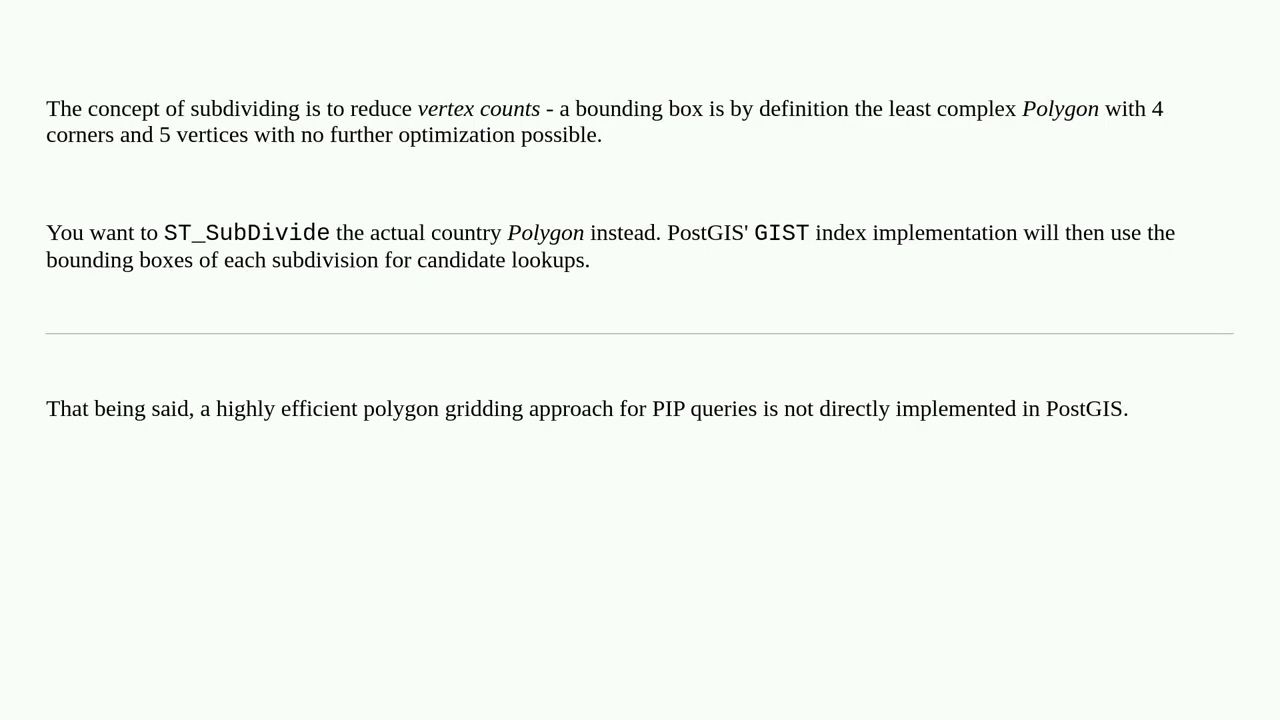 The concept of subdividing is to reduce vertex counts - a bounding box is by definition the least complex Polygon with 4
corners and 5 vertices with no further optimization possible.
You want to ST_SubDivide the actual country Polygon instead. PostGIS' GIST index implementation will then use the
bounding boxes of each subdivision for candidate lookups.
That being said, a highly efficient polygon gridding approach for PIP queries is not directly implemented in PostGIS.